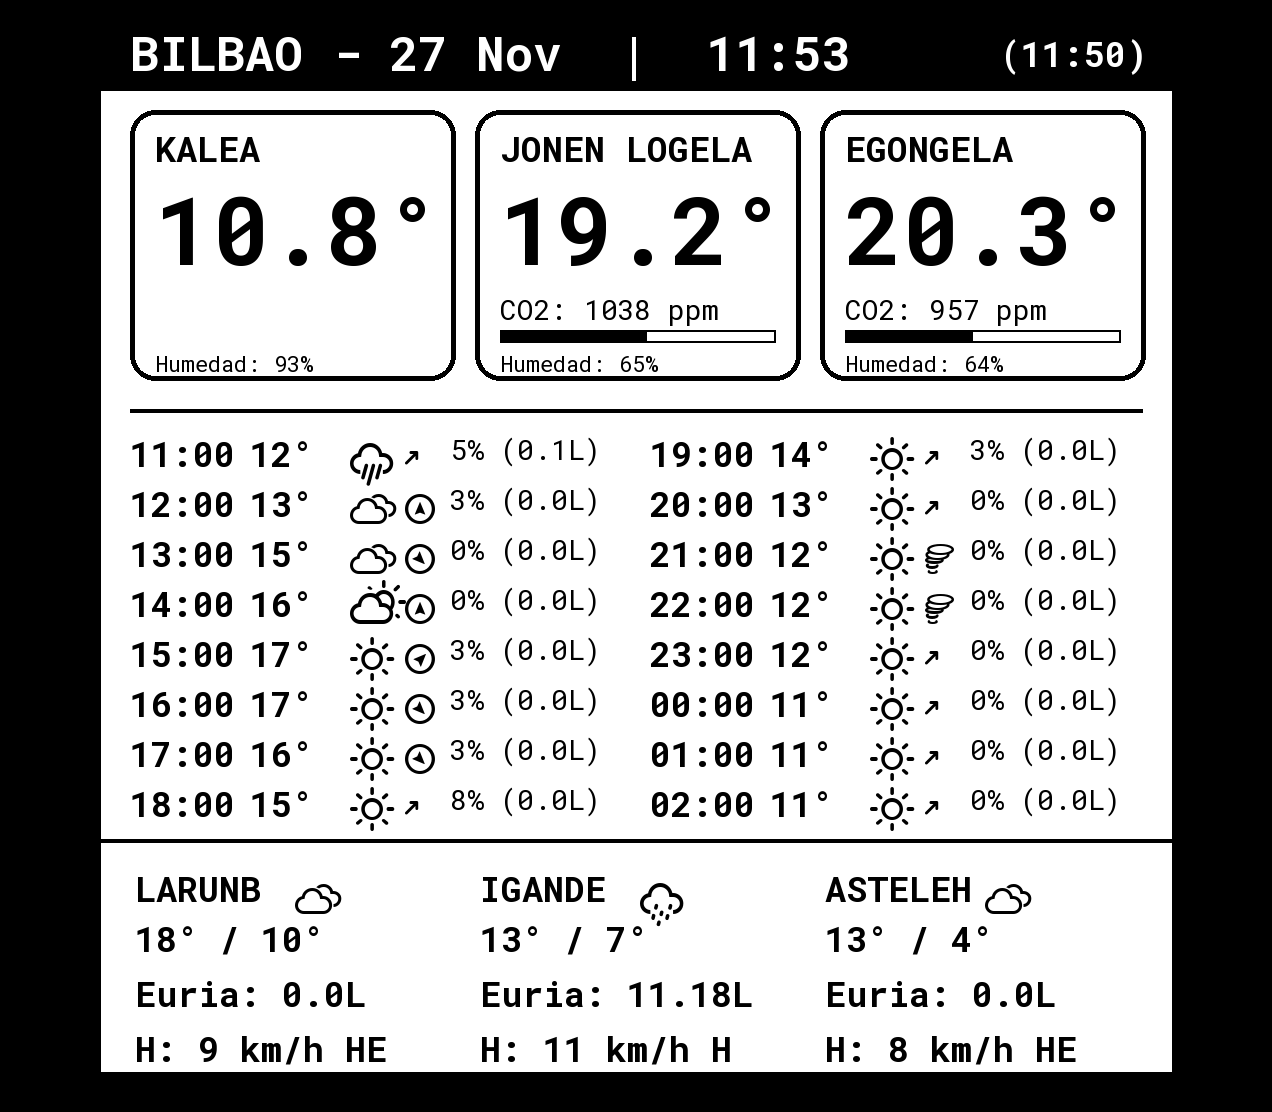 BILBAO - 27 Nov | 11:53 (11:50)
KALEA
10.8°
Humedad: 93%
JONEN LOGELA
19.2°
CO2: 1038 ppm
Humedad: 65%
EGONGELA
20.3°
CO2: 957 ppm
Humedad: 64%
11:00 12° 5% (0.1L)
12:00 13° 3% (0.0L)
13:00 15° 0% (0.0L)
14:00 16° 0% (0.0L)
15:00 17° 3% (0.0L)
16:00 17° 3% (0.0L)
17:00 16° 3% (0.0L)
18:00 15° 8% (0.0L)
19:00 14° 3% (0.0L)
20:00 13° 0% (0.0L)
21:00 12° 0% (0.0L)
22:00 12° 0% (0.0L)
23:00 12° 0% (0.0L)
00:00 11° 0% (0.0L)
01:00 11° 0% (0.0L)
02:00 11° 0% (0.0L)
LARUNB
18° / 10°
Euria: 0.0L
H: 9 km/h HE
IGANDE
13° / 7°
Euria: 11.18L
H: 11 km/h H
ASTELEH
13° / 4°
Euria: 0.0L
H: 8 km/h HE